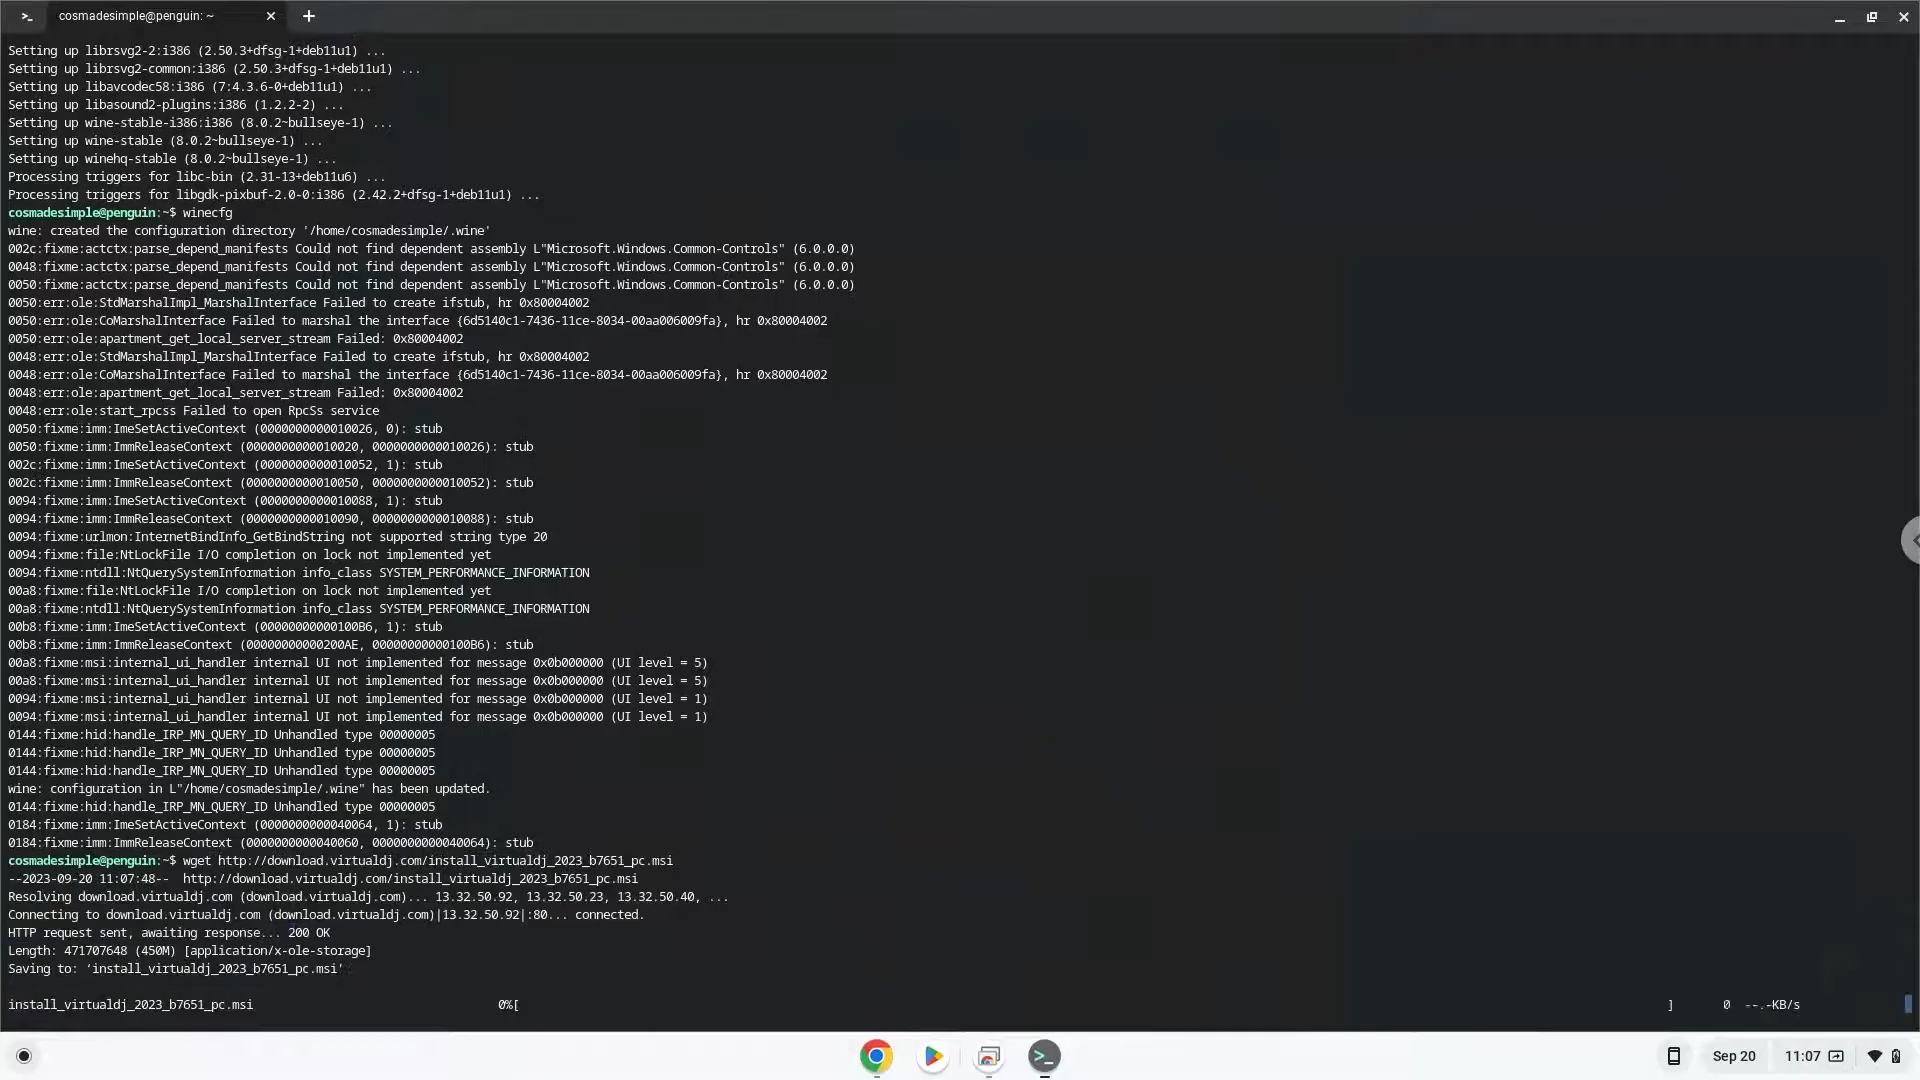 cosmadesimple@penguin: ~
Setting up librsvg2-2:i386 (2.50.3+dfsg-1+deb11u1) ...
Setting up librsvg2-common:i386 (2.50.3+dfsg-1+deb11u1) ...
Setting up libavcodec58:i386 (7:4.3.6-0+deb11u1) ...
Setting up libasound2-plugins:i386 (1.2.2-2) ...
Setting up wine-stable-i386:i386 (8.0.2~bullseye-1) ...
Setting up wine-stable (8.0.2~bullseye-1) ...
Setting up winehq-stable (8.0.2~bullseye-1) ...
Processing triggers for libc-bin (2.31-13+deb11u6) ...
Processing triggers for libgdk-pixbuf-2.0-0:i386 (2.42.2+dfsg-1+deb11u1) ...
cosmadesimple@penguin:~$ winecfg
wine: created the configuration directory '/home/cosmadesimple/.wine'
002c:fixme:actctx:parse_depend_manifests Could not find dependent assembly L"Microsoft.Windows.Common-Controls" (6.0.0.0)
0048:fixme:actctx:parse_depend_manifests Could not find dependent assembly L"Microsoft.Windows.Common-Controls" (6.0.0.0)
0050:fixme:actctx:parse_depend_manifests Could not find dependent assembly L"Microsoft.Windows.Common-Controls" (6.0.0.0)
0050:err:ole:StdMarshalImpl_MarshalInterface Failed to create ifstub, hr 0x80004002
0050:err:ole:CoMarshalInterface Failed to marshal the interface {6d5140c1-7436-11ce-8034-00aa006009fa}, hr 0x80004002
0050:err:ole:apartment_get_local_server_stream Failed: 0x80004002
0048:err:ole:StdMarshalImpl_MarshalInterface Failed to create ifstub, hr 0x80004002
0048:err:ole:CoMarshalInterface Failed to marshal the interface {6d5140c1-7436-11ce-8034-00aa006009fa}, hr 0x80004002
0048:err:ole:apartment_get_local_server_stream Failed: 0x80004002
0048:err:ole:start_rpcss Failed to open RpcSs service
0050:fixme:imm:ImeSetActiveContext (0000000000010026, 0): stub
0050:fixme:imm:ImmReleaseContext (0000000000010020, 0000000000010026): stub
002c:fixme:imm:ImeSetActiveContext (0000000000010052, 1): stub
002c:fixme:imm:ImmReleaseContext (0000000000010050, 0000000000010052): stub
0094:fixme:imm:ImeSetActiveContext (0000000000010088, 1): stub
0094:fixme:imm:ImmReleaseContext (0000000000010090, 0000000000010088): stub
0094:fixme:urlmon:InternetBindInfo_GetBindString not supported string type 20
0094:fixme:file:NtLockFile I/O completion on lock not implemented yet
0094:fixme:ntdll:NtQuerySystemInformation info_class SYSTEM_PERFORMANCE_INFORMATION
00a8:fixme:file:NtLockFile I/O completion on lock not implemented yet
00a8:fixme:ntdll:NtQuerySystemInformation info_class SYSTEM_PERFORMANCE_INFORMATION
00b8:fixme:imm:ImeSetActiveContext (00000000000100B6, 1): stub
00b8:fixme:imm:ImmReleaseContext (00000000000200AE, 00000000000100B6): stub
00a8:fixme:msi:internal_ui_handler internal UI not implemented for message 0x0b000000 (UI level = 5)
00a8:fixme:msi:internal_ui_handler internal UI not implemented for message 0x0b000000 (UI level = 5)
0094:fixme:msi:internal_ui_handler internal UI not implemented for message 0x0b000000 (UI level = 1)
0094:fixme:msi:internal_ui_handler internal UI not implemented for message 0x0b000000 (UI level = 1)
0144:fixme:hid:handle_IRP_MN_QUERY_ID Unhandled type 00000005
0144:fixme:hid:handle_IRP_MN_QUERY_ID Unhandled type 00000005
0144:fixme:hid:handle_IRP_MN_QUERY_ID Unhandled type 00000005
wine: configuration in L"/home/cosmadesimple/.wine" has been updated.
0144:fixme:hid:handle_IRP_MN_QUERY_ID Unhandled type 00000005
0184:fixme:imm:ImeSetActiveContext (0000000000040064, 1): stub
0184:fixme:imm:ImmReleaseContext (0000000000040060, 0000000000040064): stub
cosmadesimple@penguin:~$ wget http://download.virtualdj.com/install_virtualdj_2023_b7651_pc.msi
--2023-09-20 11:07:48--  http://download.virtualdj.com/install_virtualdj_2023_b7651_pc.msi
Resolving download.virtualdj.com (download.virtualdj.com)... 13.32.50.92, 13.32.50.23, 13.32.50.40, ...
Connecting to download.virtualdj.com (download.virtualdj.com)|13.32.50.92|:80... connected.
HTTP request sent, awaiting response... 200 OK
Length: 471707648 (450M) [application/x-ole-storage]
Saving to: ‘install_virtualdj_2023_b7651_pc.msi’
install_virtualdj_2023_b7651_pc.msi 0%[ ] 0 --.-KB/s
Sep 20 11:07